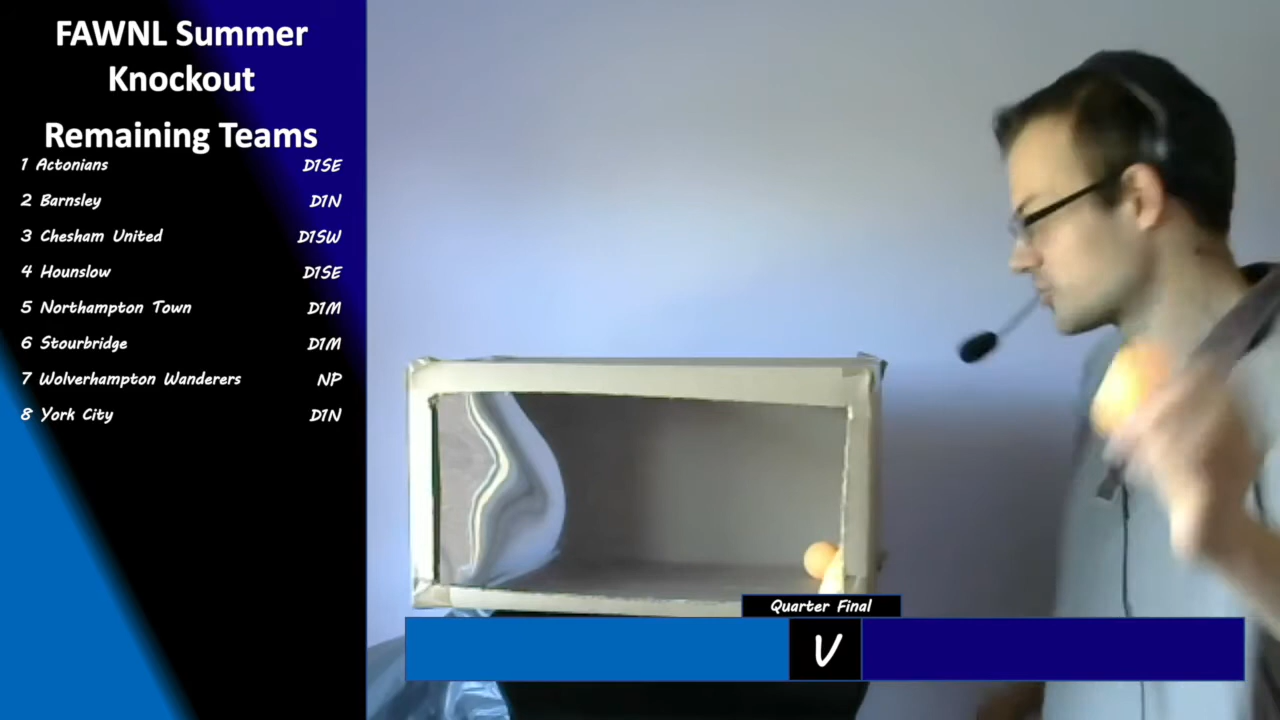 FAWNL Summer
Knockout
Remaining Teams
1 Actonians D1SE
2 Barnsley D1N
3 Chesham United D1SW
4 Hounslow D1SE
5 Northampton Town D1M
6 Stourbridge D1M
7 Wolverhampton Wanderers NP
8 York City D1N
Quarter Final
V